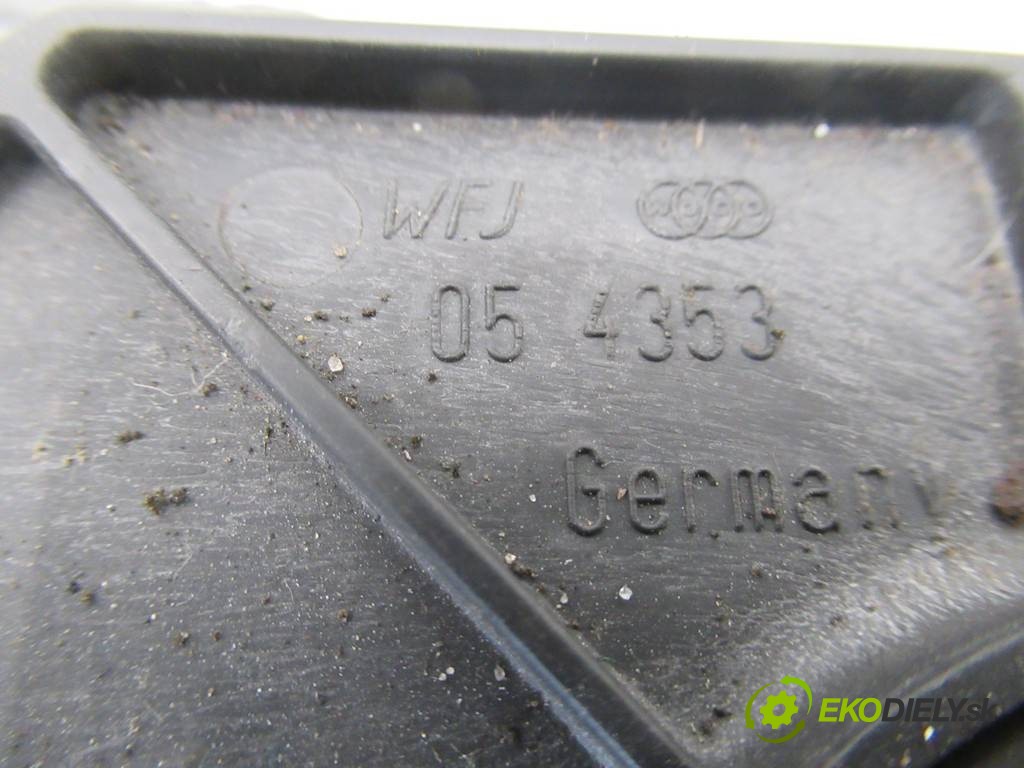 WFJ
05 4353
Germany
EKODIELY.sk